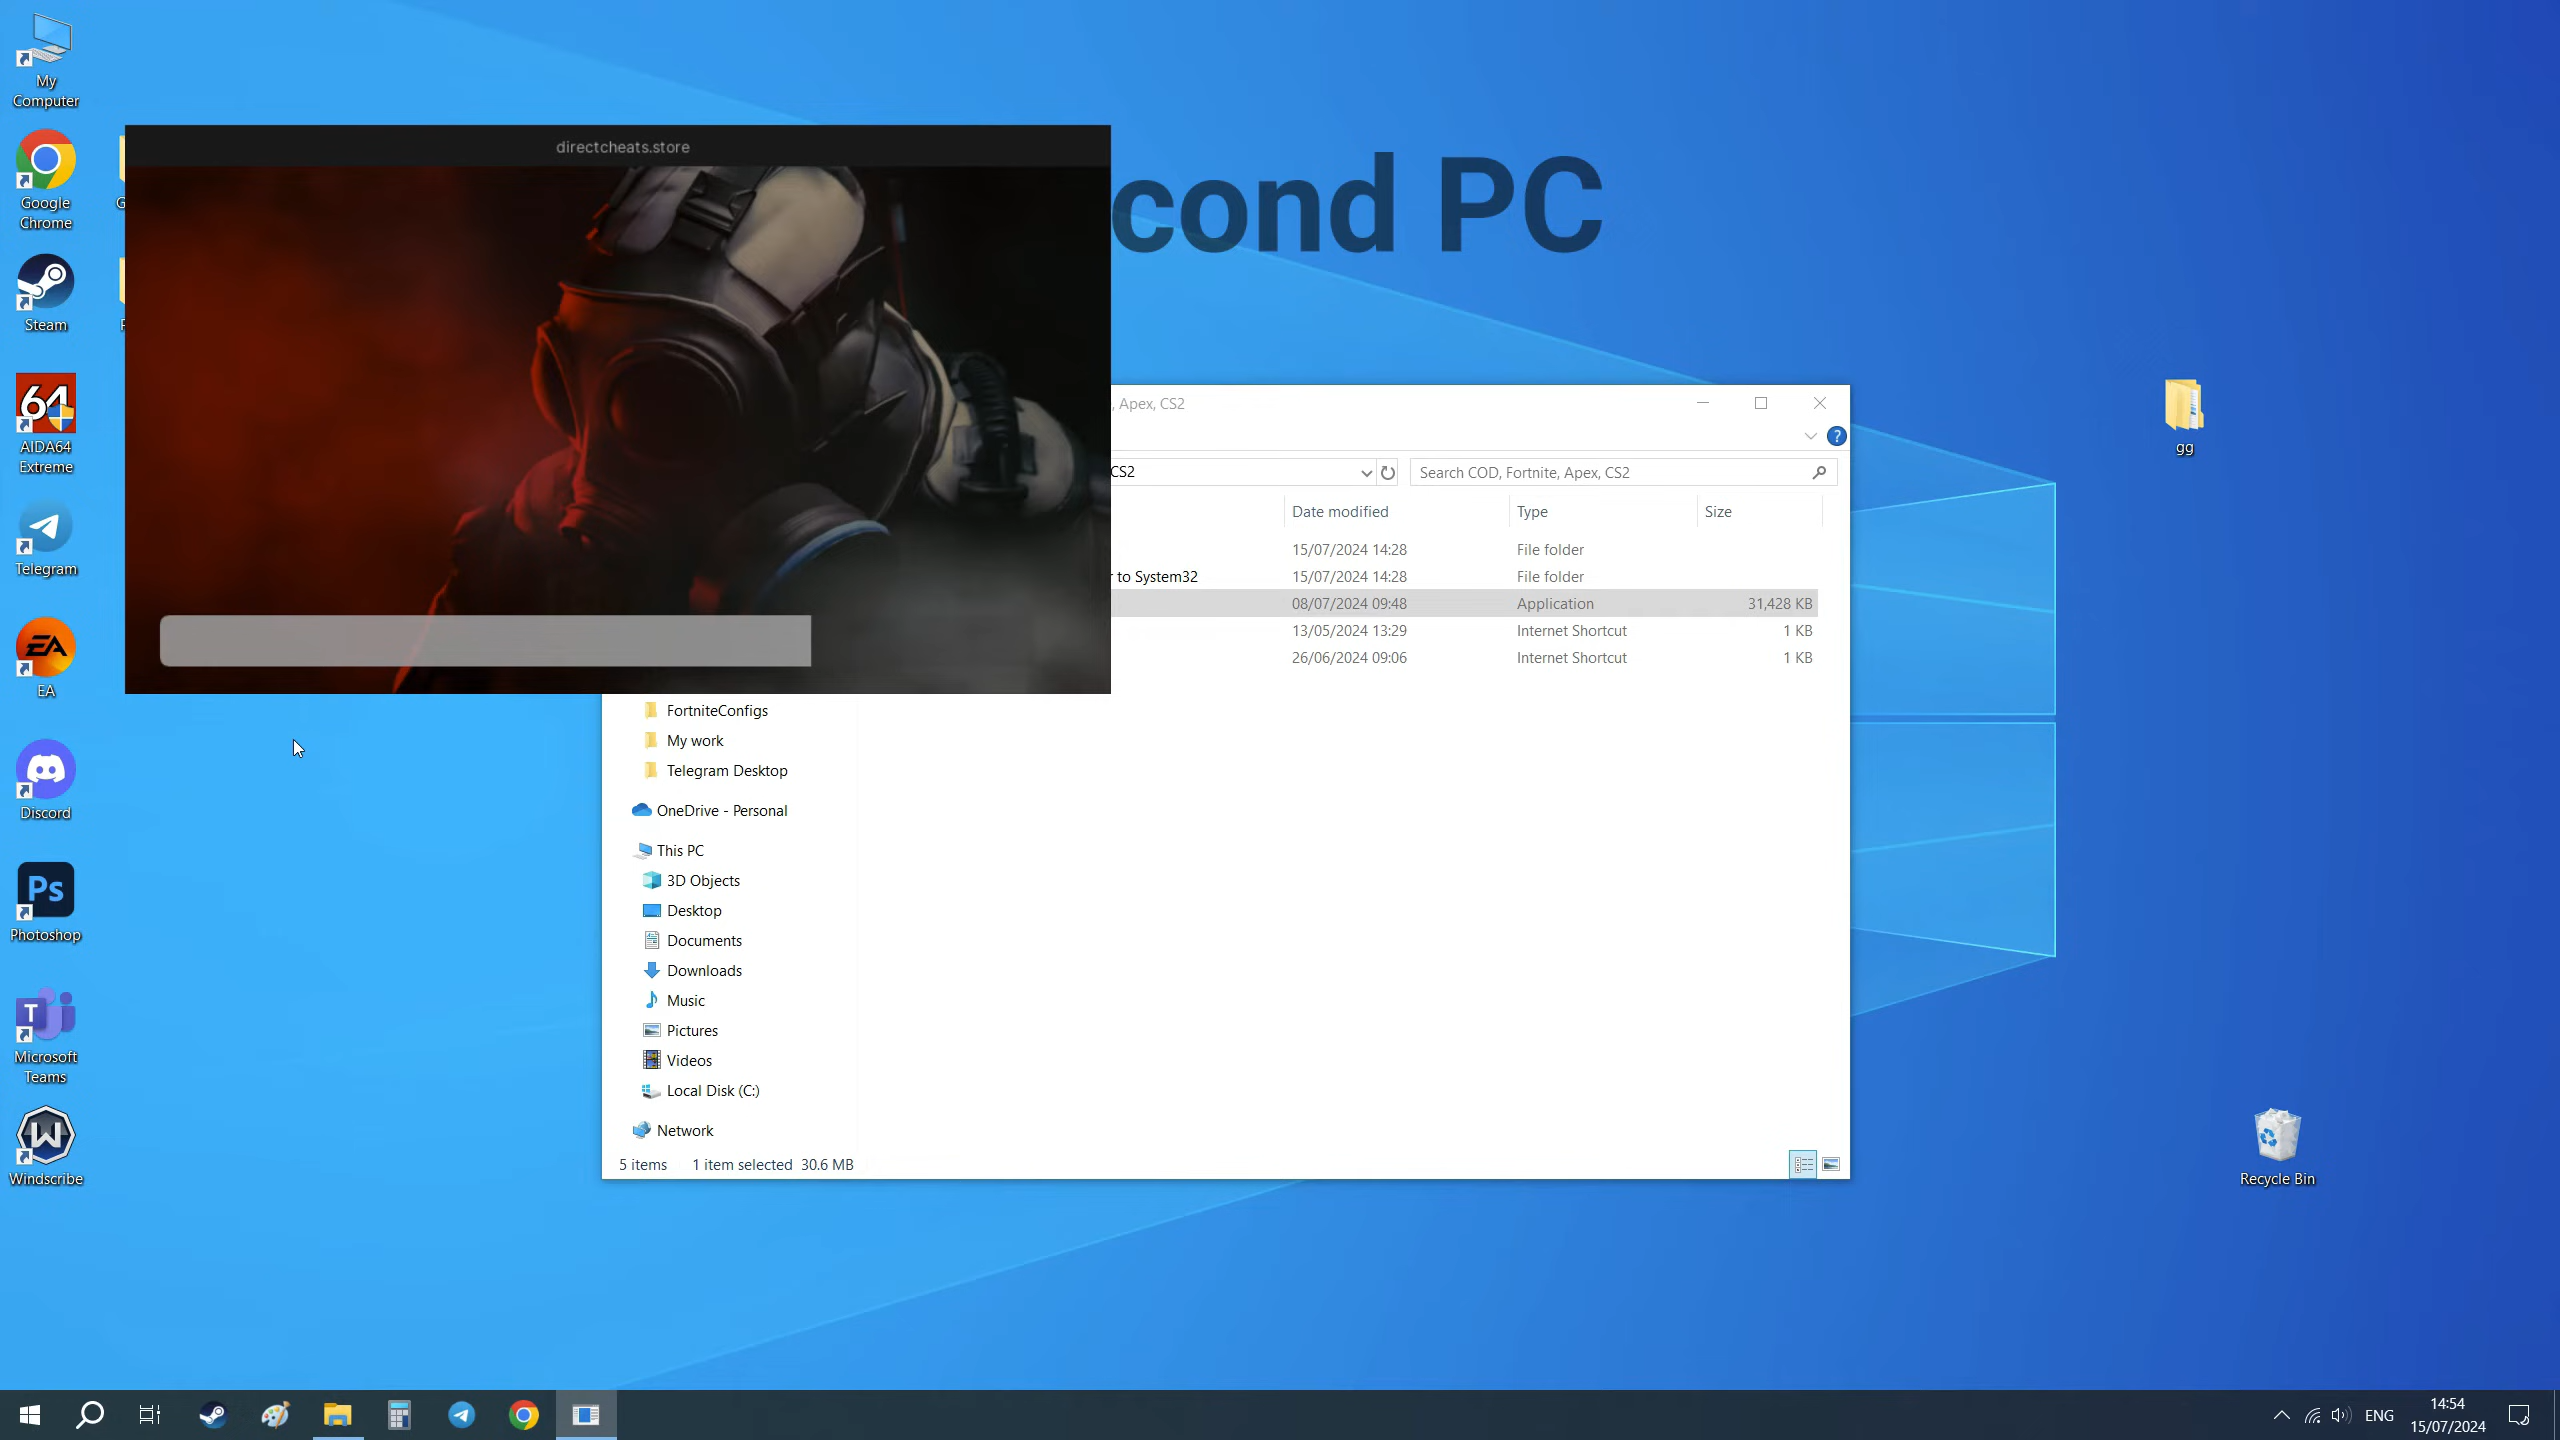 My
Computer
Google
Chrome
Steam
64
AIDA64
Extreme
Telegram
EA
EA
Discord
Ps
Photoshop
T
Microsoft
Teams
W
Windscribe
directcheats.store
cond PC
, Apex, CS2
?
CS2
Search COD, Fortnite, Apex, CS2
Date modified
Type
Size
15/07/2024 14:28
File folder
to System32
15/07/2024 14:28
File folder
08/07/2024 09:48
Application
31,428 KB
13/05/2024 13:29
Internet Shortcut
1 KB
26/06/2024 09:06
Internet Shortcut
1 KB
FortniteConfigs
My work
Telegram Desktop
OneDrive - Personal
This PC
3D Objects
Desktop
Documents
Downloads
Music
Pictures
Videos
Local Disk (C:)
Network
5 items
1 item selected 30.6 MB
gg
Recycle Bin
ENG
14:54
15/07/2024